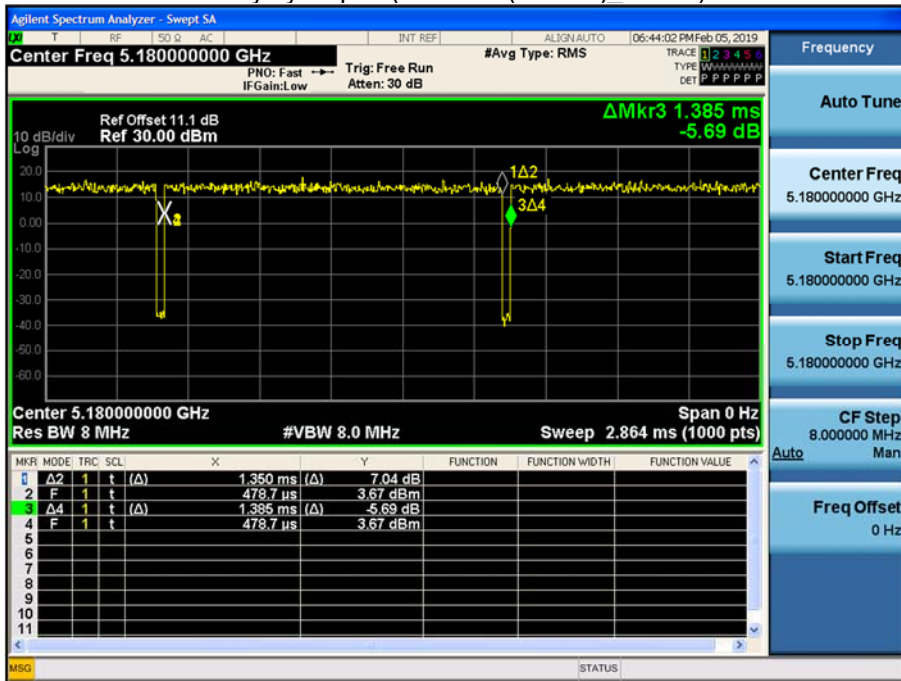 Agilent Spectrum Analyzer - Swept SA
T RF 50 Ω AC INT REF ALIGN AUTO 06:44:02 PM Feb 05, 2019
Center Freq 5.180000000 GHz
PNO: Fast
IFGain:Low
Trig: Free Run
Atten: 30 dB
#Avg Type: RMS
TRACE 1 2 3 4 5 6
TYPE WWWWWW
DET P P P P P P
Frequency
Auto Tune
Center Freq
5.180000000 GHz
Start Freq
5.180000000 GHz
Stop Freq
5.180000000 GHz
CF Step
8.000000 MHz
Auto Man
Freq Offset
0 Hz
ΔMkr3 1.385 ms
-5.69 dB
Ref Offset 11.1 dB
10 dB/div Ref 30.00 dBm
Log
20.0
10.0
0.00
-10.0
-20.0
-30.0
-40.0
-50.0
-60.0
1Δ2
3Δ4
Center 5.180000000 GHz Span 0 Hz
Res BW 8 MHz #VBW 8.0 MHz Sweep 2.864 ms (1000 pts)
MKR MODE TRC SCL X Y FUNCTION FUNCTION WIDTH FUNCTION VALUE
1 Δ2 1 t (Δ) 1.350 ms (Δ) 7.04 dB
2 F 1 t 478.7 µs 3.67 dBm
3 Δ4 1 t (Δ) 1.385 ms (Δ) -5.69 dB
4 F 1 t 478.7 µs 3.67 dBm
5
6
7
8
9
10
11
MSG STATUS